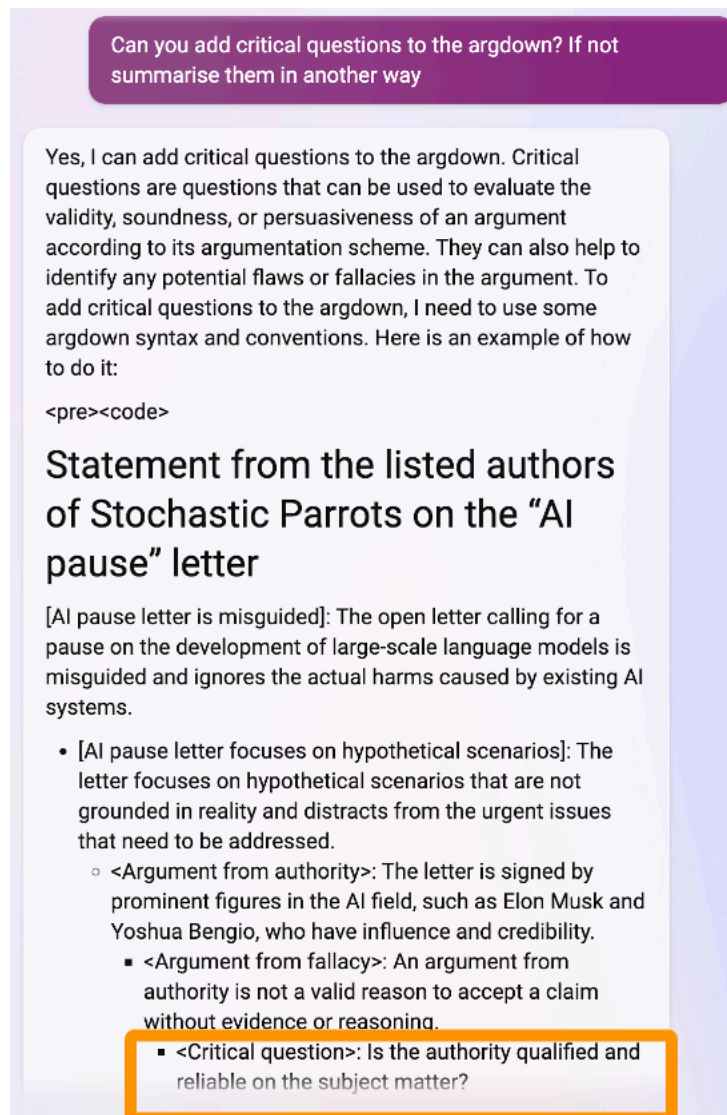 Can you add critical questions to the argdown? If not
summarise them in another way
Yes, I can add critical questions to the argdown. Critical
questions are questions that can be used to evaluate the
validity, soundness, or persuasiveness of an argument
according to its argumentation scheme. They can also help to
identify any potential flaws or fallacies in the argument. To
add critical questions to the argdown, I need to use some
argdown syntax and conventions. Here is an example of how
to do it:
<pre><code>
Statement from the listed authors
of Stochastic Parrots on the “AI
pause” letter
[AI pause letter is misguided]: The open letter calling for a
pause on the development of large-scale language models is
misguided and ignores the actual harms caused by existing AI
systems.
• [AI pause letter focuses on hypothetical scenarios]: The
letter focuses on hypothetical scenarios that are not
grounded in reality and distracts from the urgent issues
that need to be addressed.
◦ <Argument from authority>: The letter is signed by
prominent figures in the AI field, such as Elon Musk and
Yoshua Bengio, who have influence and credibility.
▪ <Argument from fallacy>: An argument from
authority is not a valid reason to accept a claim
without evidence or reasoning.
▪ <Critical question>: Is the authority qualified and
reliable on the subject matter?